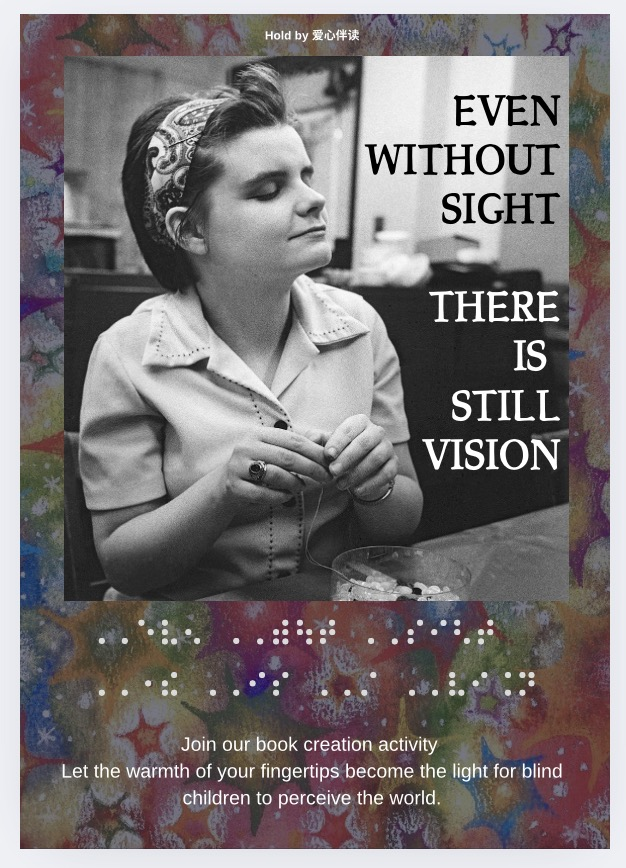 Hold by 爱心伴读
EVEN
WITHOUT
SIGHT
THERE
IS
STILL
VISION
Join our book creation activity
Let the warmth of your fingertips become the light for blind
children to perceive the world.